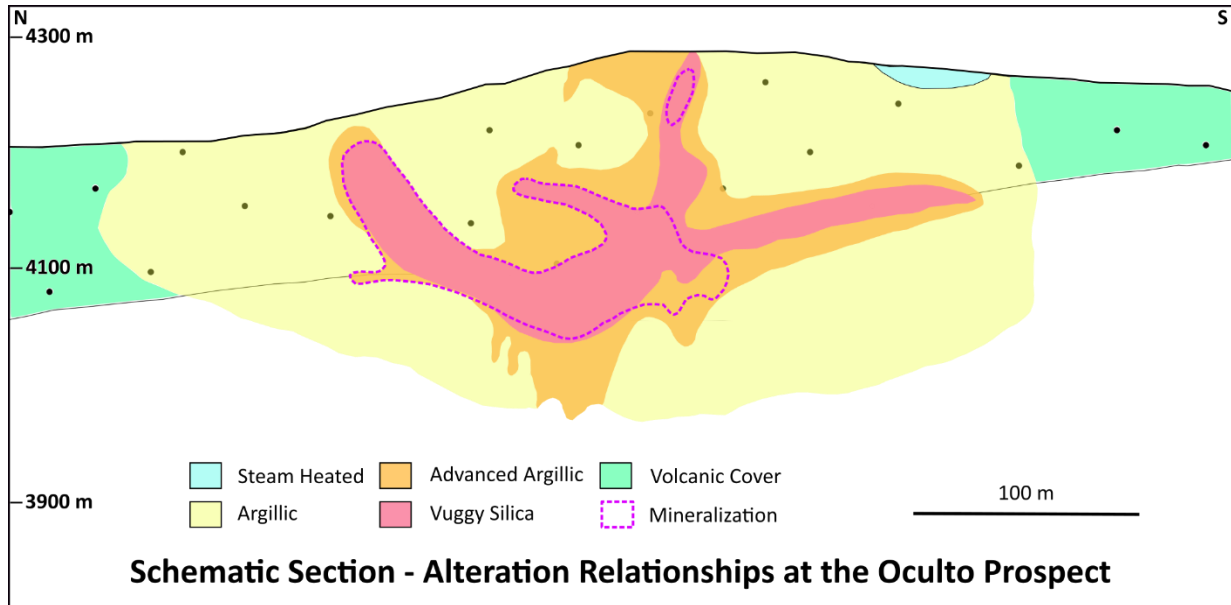 N
S
4300 m
4100 m
3900 m
Steam Heated
Advanced Argillic
Volcanic Cover
Argillic
Vuggy Silica
Mineralization
100 m
Schematic Section - Alteration Relationships at the Oculto Prospect